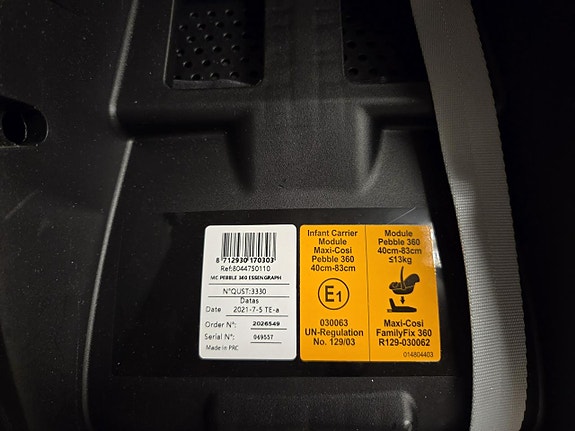 8 712930 170303
Ref:8044750110
MC PEBBLE 360 ESSENGRAPH
N°QUST:3330
Datas
Date 2021-7-5 TE-a
Order N°: 2026549
Serial N°: 049557
Made in PRC
Infant Carrier
Module
Maxi-Cosi
Pebble 360
40cm-83cm
E1
030063
UN-Regulation
No. 129/03
Module
Pebble 360
40cm-83cm
≤13kg
Maxi-Cosi
FamilyFix 360
R129-030062
014804403